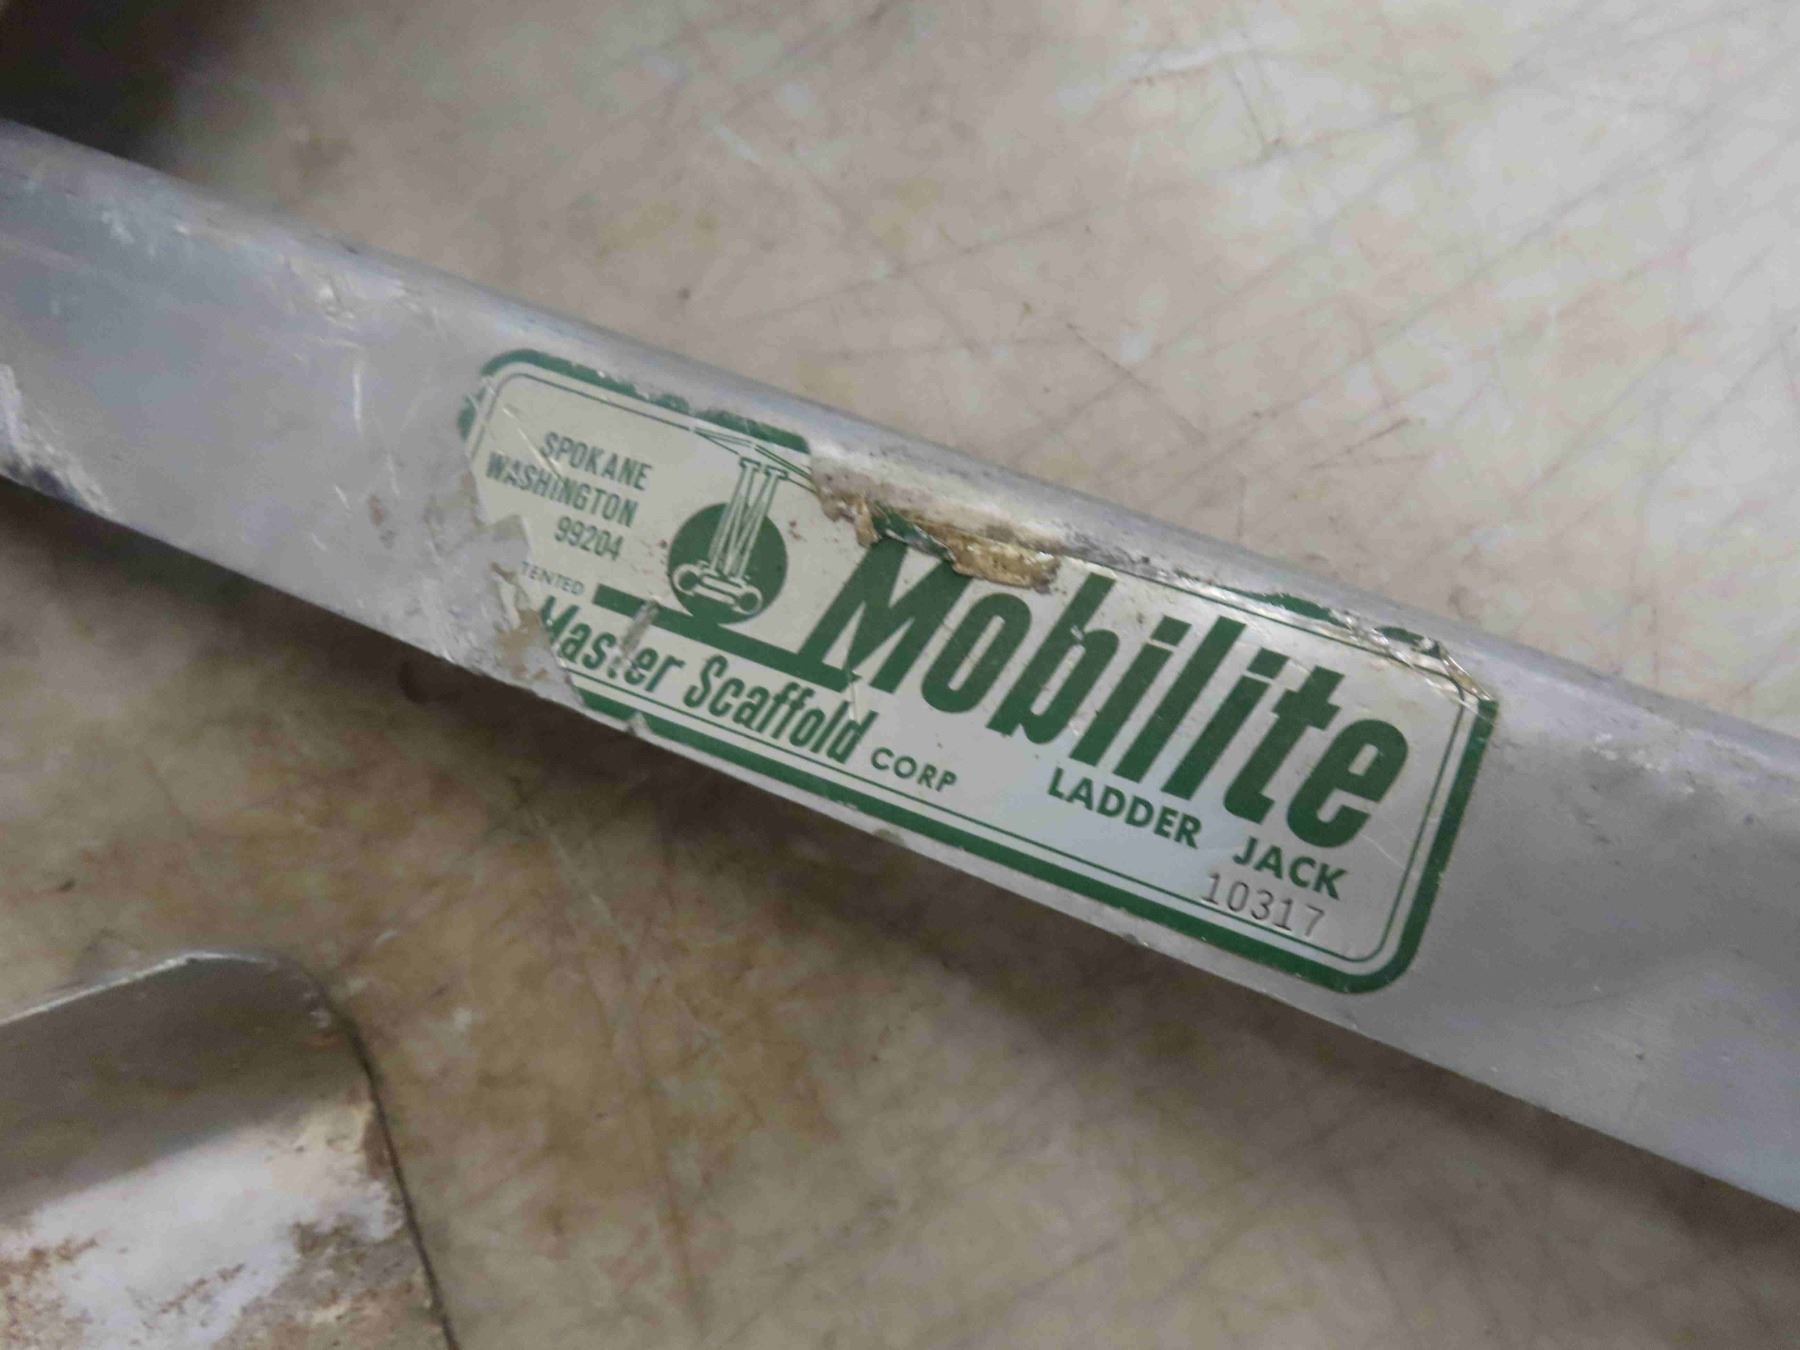 SPOKANE
WASHINGTON
99204
TENTED
Master Scaffold CORP
M
Mobilite
LADDER JACK
10317